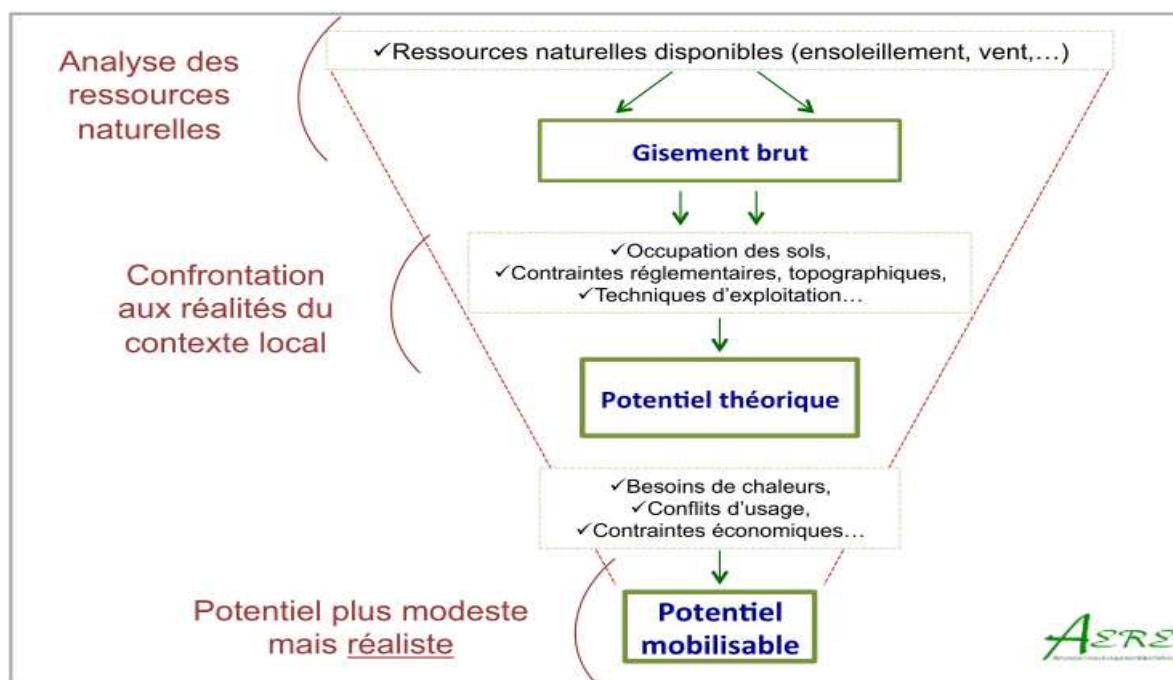 Analyse des
ressources
naturelles
✓Ressources naturelles disponibles (ensoleillement, vent,…)
Gisement brut
Confrontation
aux réalités du
contexte local
✓Occupation des sols,
✓Contraintes réglementaires, topographiques,
✓Techniques d'exploitation…
Potentiel théorique
✓Besoins de chaleurs,
✓Conflits d'usage,
✓Contraintes économiques…
Potentiel plus modeste
mais réaliste
Potentiel
mobilisable
AERE